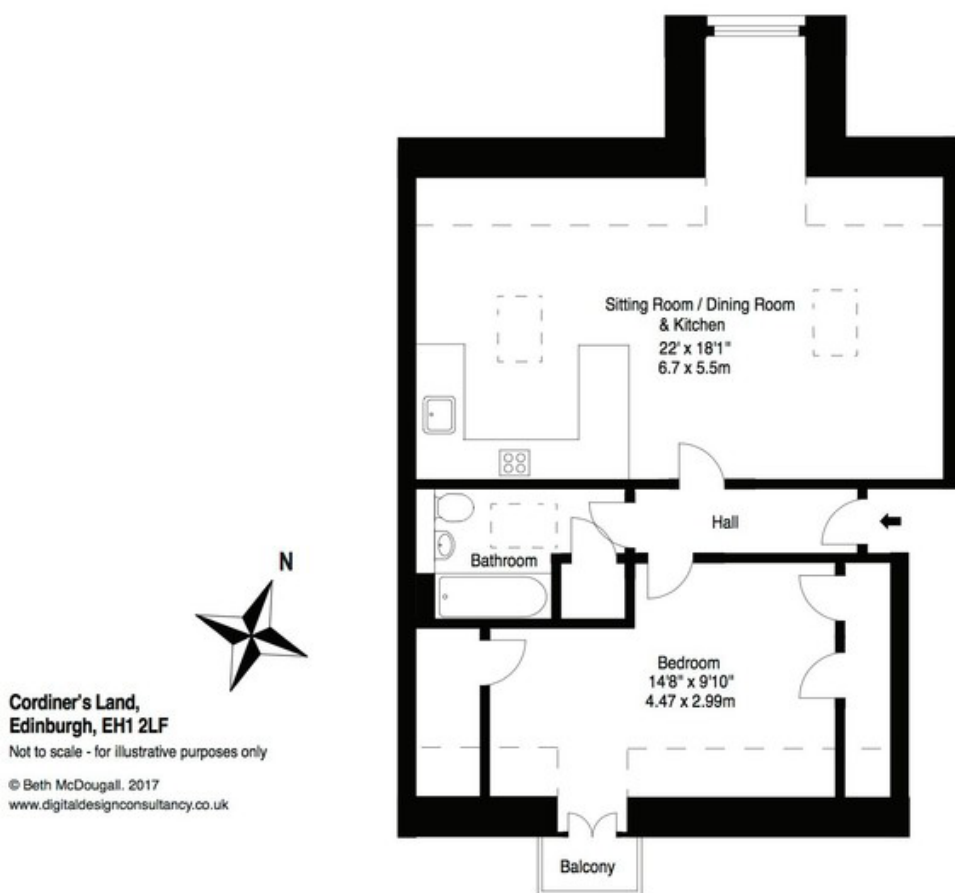 Sitting Room / Dining Room
& Kitchen
22' x 18'1"
6.7 x 5.5m
Hall
Bathroom
N
Bedroom
14'8" x 9'10"
4.47 x 2.99m
Cordiner's Land,
Edinburgh, EH1 2LF
Not to scale - for illustrative purposes only
© Beth McDougall. 2017
www.digitaldesignconsultancy.co.uk
Balcony